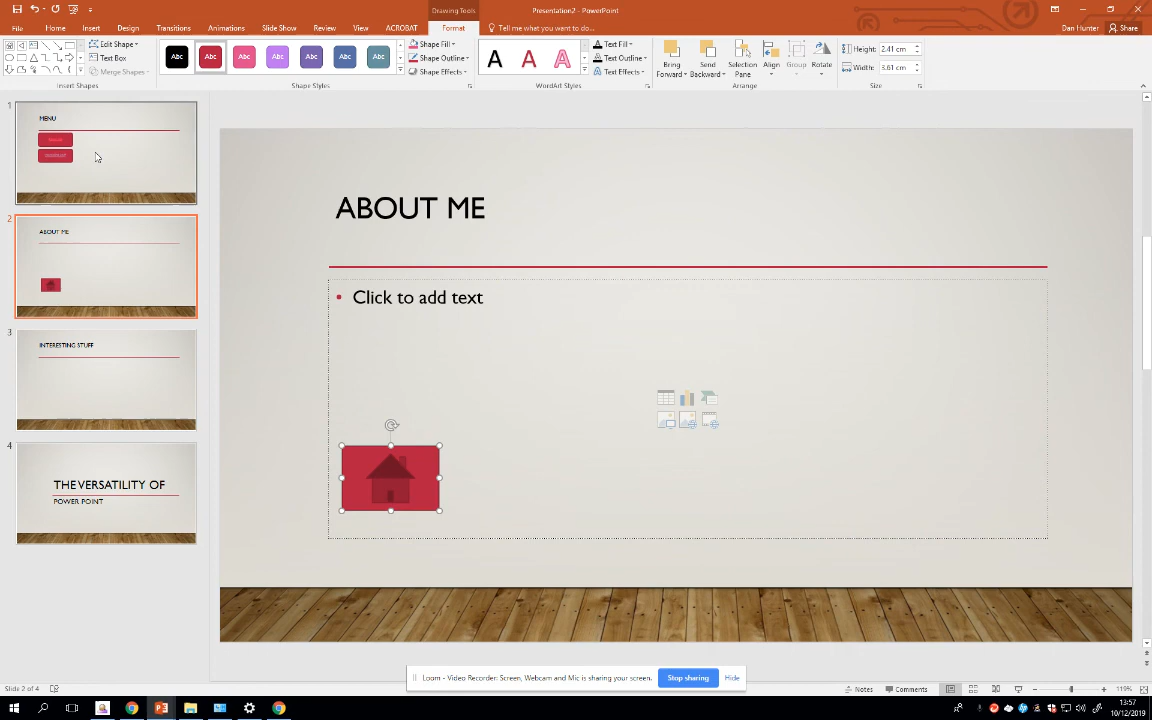 Drawing Tools
Presentation2 - PowerPoint
File Home Insert Design Transitions Animations Slide Show Review View ACROBAT Format Tell me what you want to do...
Dan Hunter Share
Edit Shape
Text Box
Merge Shapes
Insert Shapes
Abc Abc Abc Abc Abc Abc Abc
Shape Styles
Shape Fill
Shape Outline
Shape Effects
A A A
WordArt Styles
Text Fill
Text Outline
Text Effects
Bring Forward
Send Backward
Selection Pane
Align
Group
Rotate
Arrange
Height: 2.41 cm
Width: 3.61 cm
Size
1
MENU
2
ABOUT ME
3
INTERESTING STUFF
4
THE VERSATILITY OF
POWER POINT
ABOUT ME
• Click to add text
Loom - Video Recorder: Screen, Webcam and Mic is sharing your screen.
Stop sharing
Hide
Slide 2 of 4
Notes
Comments
119%
13:57
10/12/2019